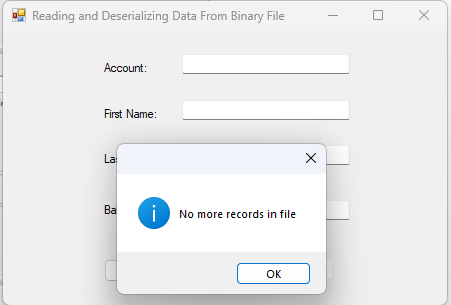 Reading and Deserializing Data From Binary File
Account:
First Name:
No more records in file
OK